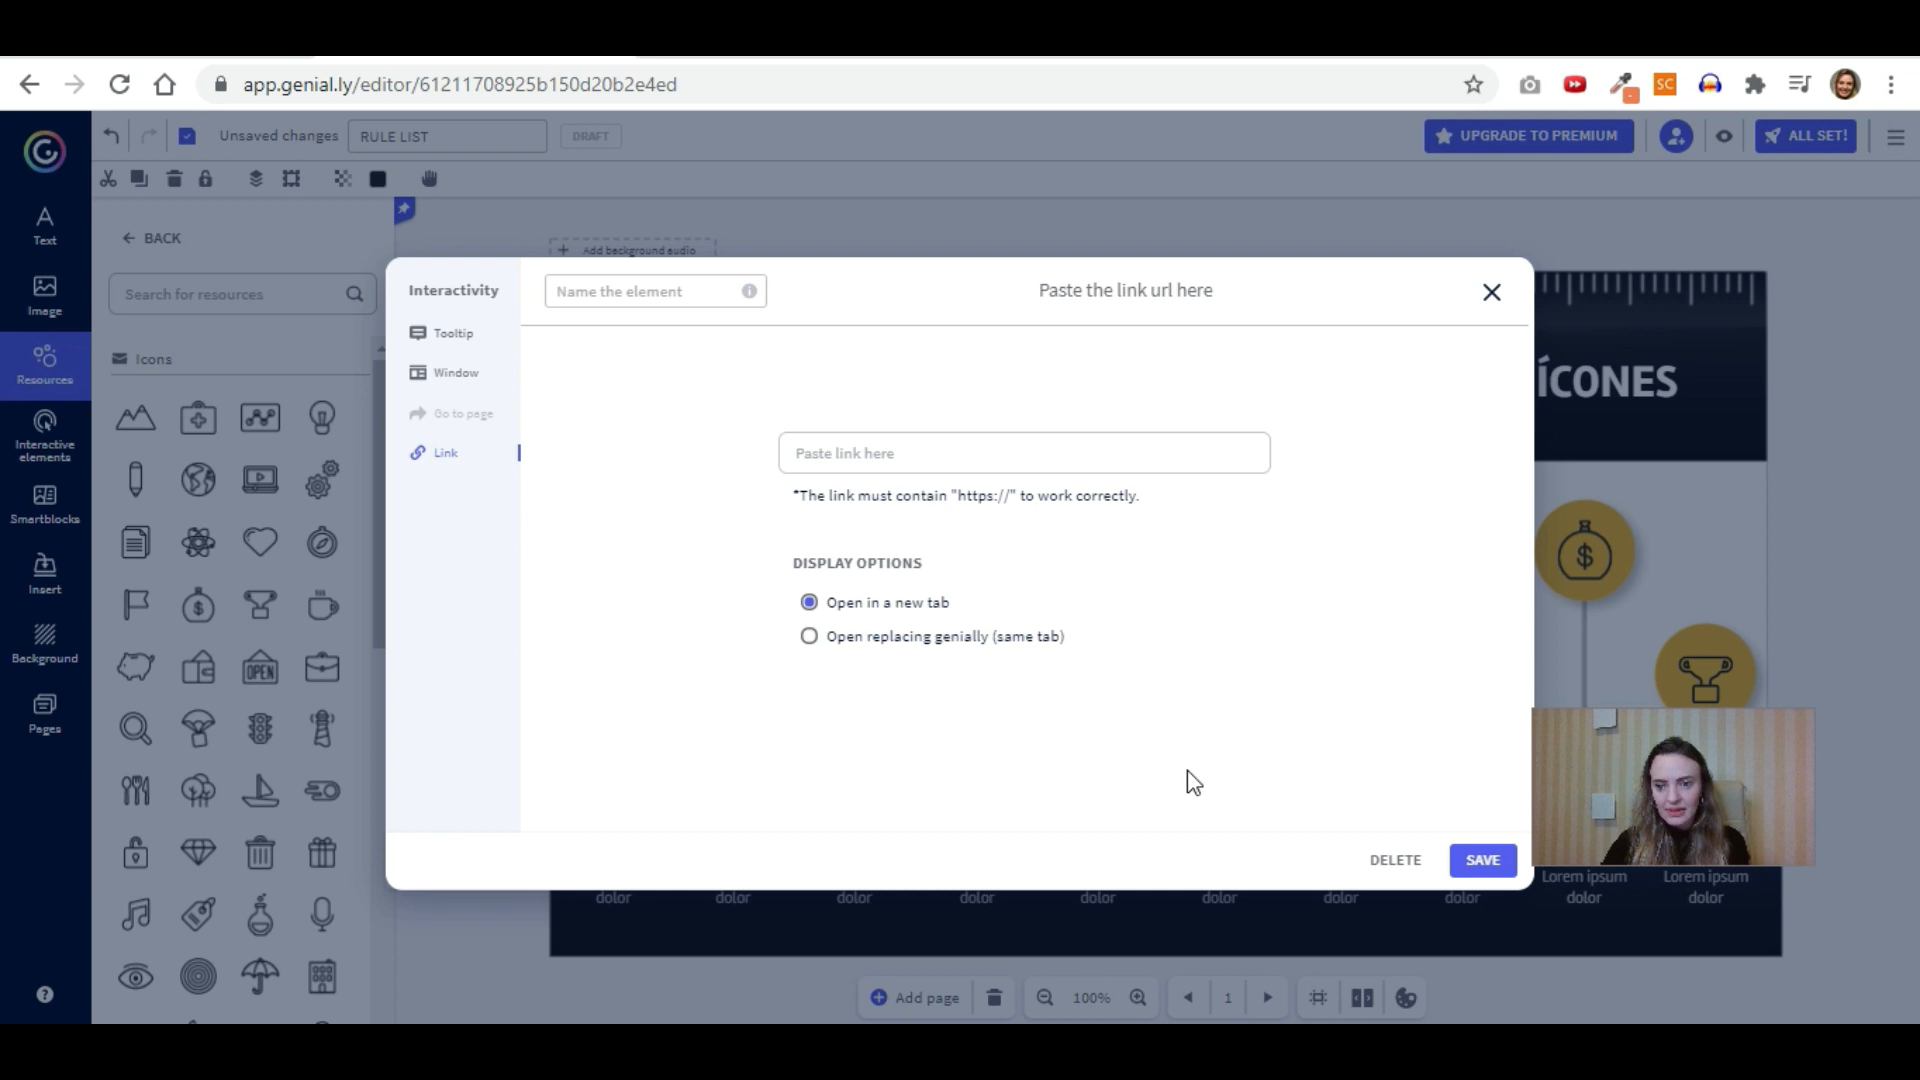 app.genial.ly/editor/61211708925b150d20b2e4ed
SC
Unsaved changes
RULE LIST
DRAFT
UPGRADE TO PREMIUM
ALL SET!
Text
Image
Resources
Interactive
elements
Smartblocks
Insert
Background
Pages
BACK
Search for resources
Icons
OPEN
Add background audio
Interactivity
Tooltip
Window
Go to page
Link
Name the element
Paste the link url here
Paste link here
*The link must contain "https://" to work correctly.
DISPLAY OPTIONS
Open in a new tab
Open replacing genially (same tab)
DELETE
SAVE
ÍCONES
Lorem ipsum
Lorem ipsum
dolor dolor dolor dolor dolor dolor dolor dolor dolor dolor
Add page
100%
1